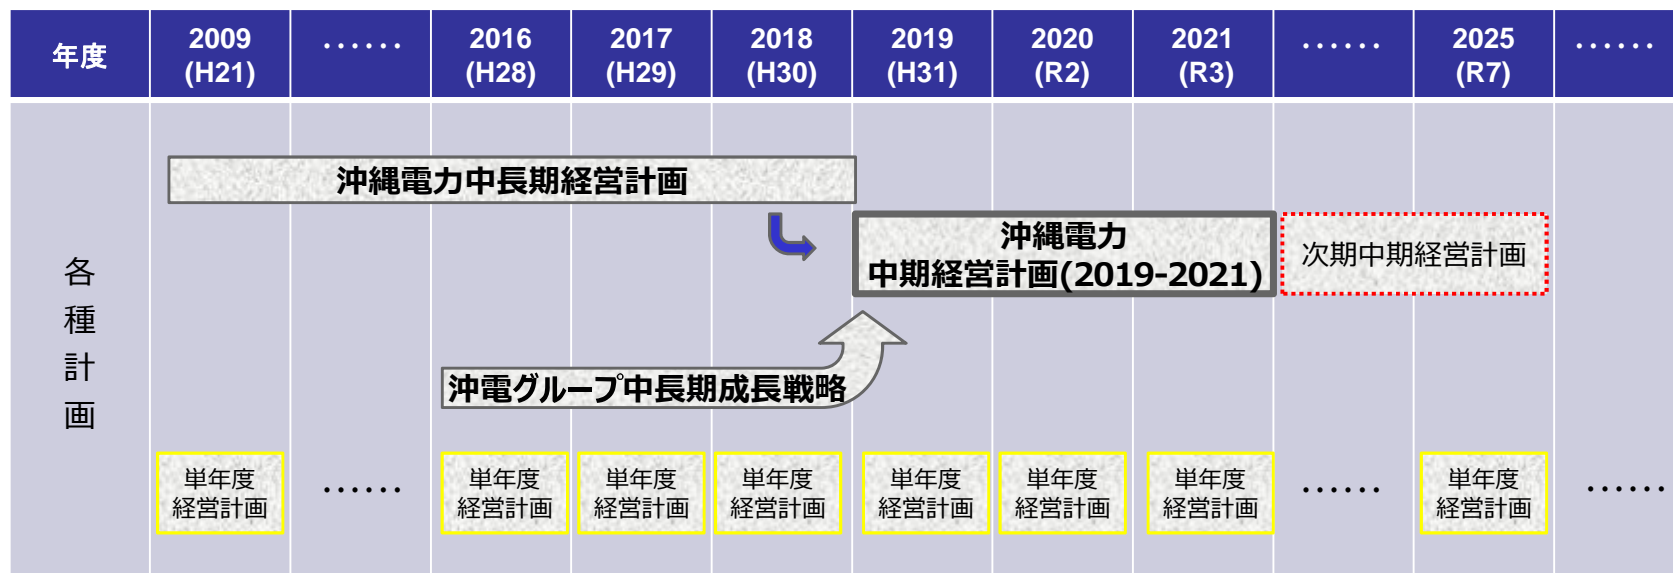 年度
2009
(H21)
……
2016
(H28)
2017
(H29)
2018
(H30)
2019
(H31)
2020
(R2)
2021
(R3)
……
2025
(R7)
……
各
種
計
画
沖縄電力中長期経営計画
沖縄電力
中期経営計画(2019-2021)
次期中期経営計画
沖電グループ中長期成長戦略
単年度
経営計画
……
単年度
経営計画
単年度
経営計画
単年度
経営計画
単年度
経営計画
単年度
経営計画
単年度
経営計画
……
単年度
経営計画
……